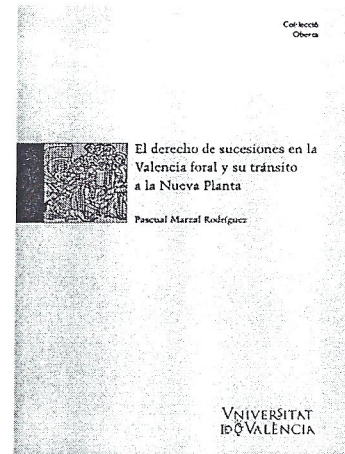 Col·lecció
Oberta
El derecho de sucesiones en la
Valencia foral y su tránsito
a la Nueva Planta
Pascual Marzal Rodríguez
VNIVERSITAT
ID VALÈNCIA